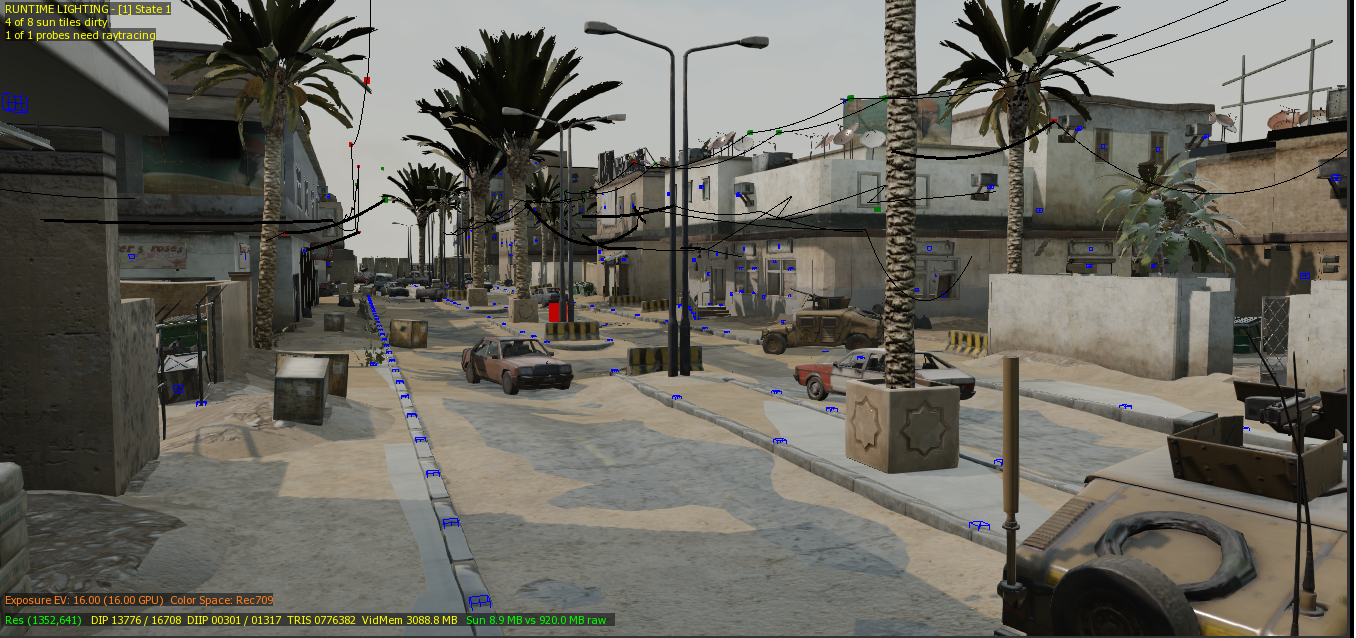 RUNTIME LIGHTING - [1] State 1
4 of 8 sun tiles dirty
1 of 1 probes need raytracing
er's roses
Exposure EV: 16.00 (16.00 GPU) Color Space: Rec709
Res (1352,641) DIP 13776 / 16708 DIIP 00301 / 01317 TRIS 0776382 VidMem 3088.8 MB Sun 8.9 MB vs 920.0 MB raw